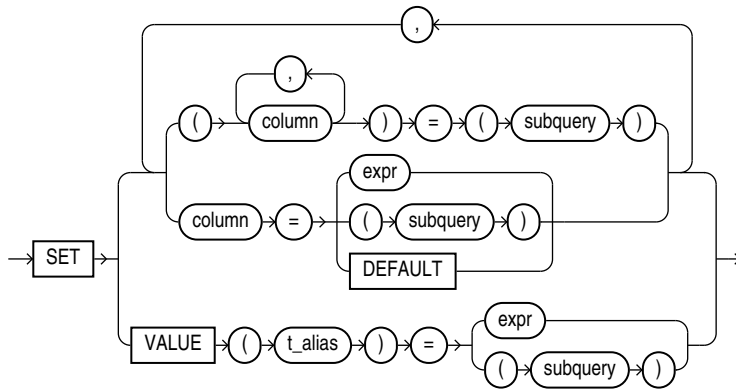 ,
,
( column ) = ( subquery )
expr
column = ( subquery )
DEFAULT
SET
VALUE ( t_alias ) = expr
( subquery )